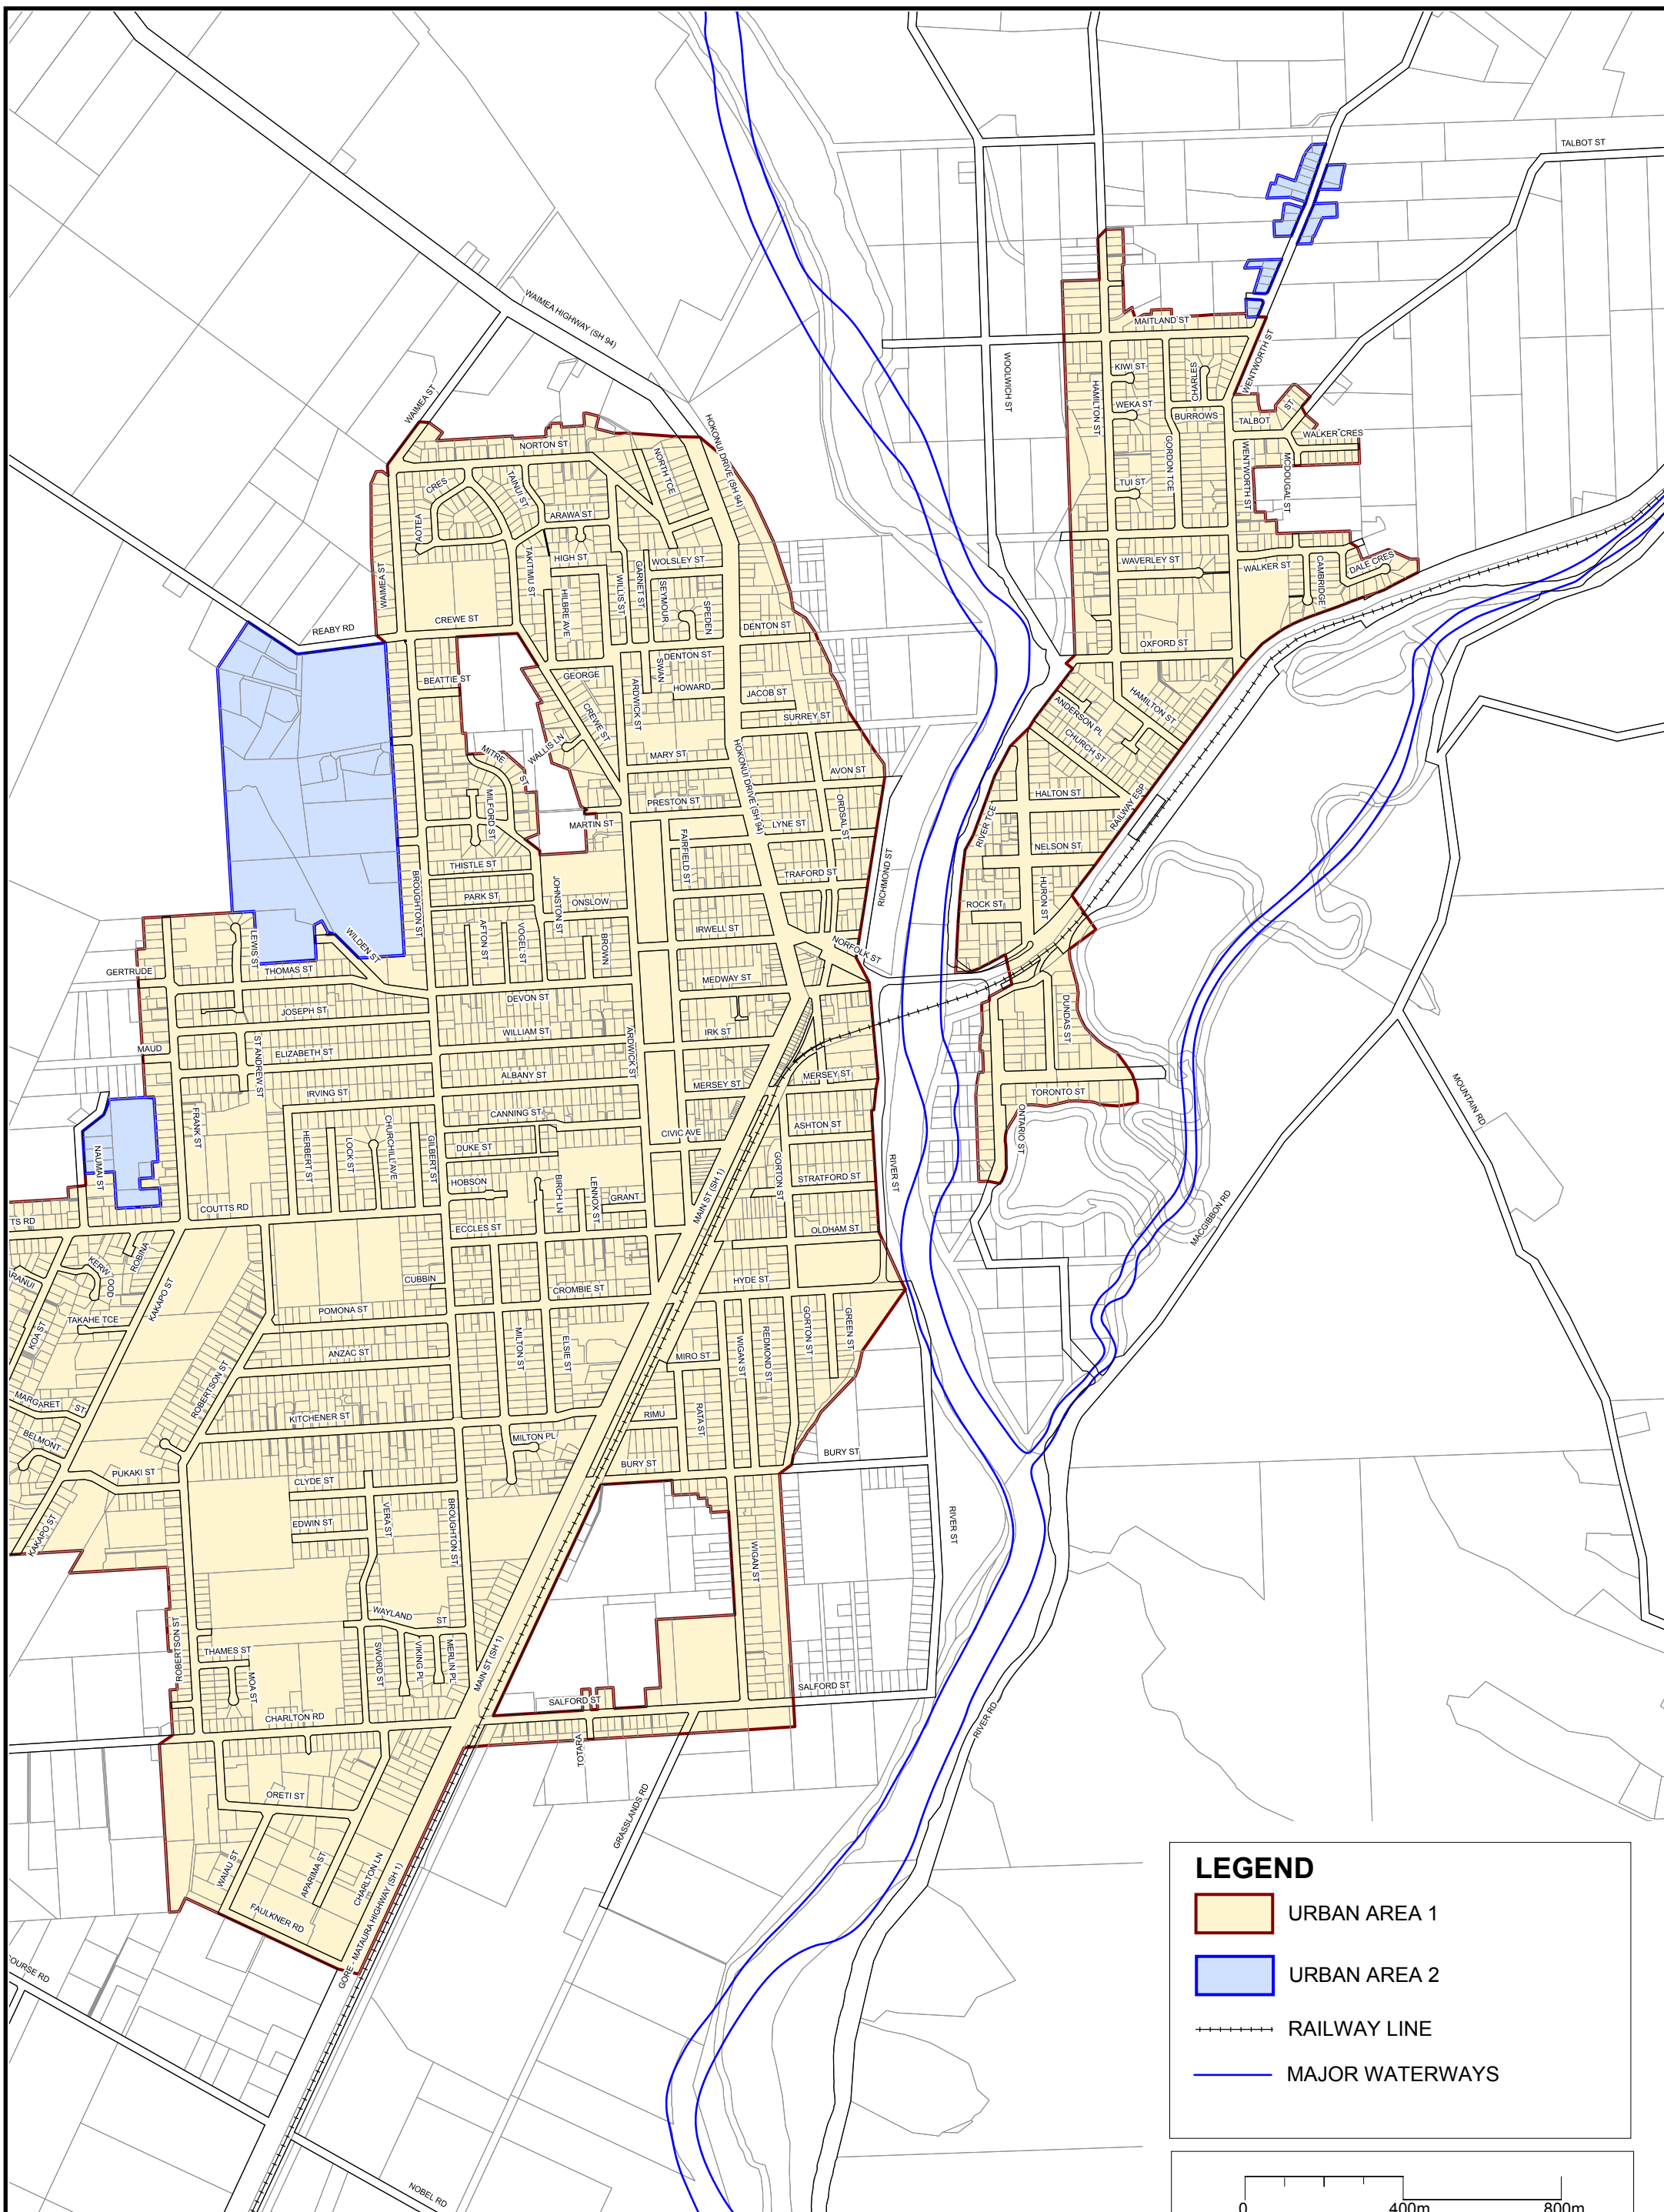 TALBOT ST
WAIMEA HIGHWAY (SH 94)
MAITLAND ST
WENTWORTH ST
KIWI ST
CHARLES
WOOLWICH ST
WAIMEA ST
HAMILTON ST
WEKA ST
BURROWS
TALBOT
ST
WALKER CRES
HOKONUI DRIVE (SH 94)
NORTON ST
NORTH TCE
GORDON TCE
WENTWORTH ST
MCDOUGAL ST
CRES
TAINUI ST
TUI ST
AOTEA
ARAWA ST
HIGH ST
WOLSLEY ST
WAVERLEY ST
WALKER ST
CAMBRIDGE
DALE CRES
WAIMEA ST
TAKITIMU ST
HILBRE AVE
WILLIS ST
GARNET ST
SEYMOUR
SPEDEN
CREWE ST
REABY RD
DENTON ST
DENTON ST
OXFORD ST
BEATTIE ST
GEORGE
SWAN
HOWARD
ARDWICK ST
JACOB ST
SURREY ST
CREWE ST
HAMILTON ST
ANDERSON PL
CHURCH ST
MITRE
ST
WALLIS LN
MARY ST
HOKONUI DRIVE (SH 94)
AVON ST
HALTON ST
RAILWAY ESP
MILFORD ST
PRESTON ST
MARTIN ST
LYNE ST
ORDSAL ST
FAIRFIELD ST
RIVER TCE
NELSON ST
THISTLE ST
TRAFORD ST
RICHMOND ST
HURON ST
BROUGHTON ST
PARK ST
JOHNSTON ST
ONSLOW
ROCK ST
AFTON ST
VOGEL ST
BROWN
IRWELL ST
NORFOLK ST
LEWIS ST
WILDEN ST
GERTRUDE
THOMAS ST
MEDWAY ST
DEVON ST
JOSEPH ST
WILLIAM ST
IRK ST
ARDWICK ST
DUNDAS ST
MAUD
ST ANDREW ST
ELIZABETH ST
ALBANY ST
MERSEY ST
MERSEY ST
IRVING ST
TORONTO ST
MOUNTAIN RD
FRANK ST
CANNING ST
ASHTON ST
CIVIC AVE
ONTARIO ST
HERBERT ST
LOCK ST
CHURCHILL AVE
GILBERT ST
DUKE ST
NAUMAI ST
HOBSON
BIRCH LN
LENNOX ST
GORTON ST
STRATFORD ST
RIVER ST
COUTTS RD
GRANT
MAIN ST (SH 1)
MACGIBBON RD
TTS RD
ECCLES ST
OLDHAM ST
KERW
OOD
ROBINA
ARANUI
CUBBIN
CROMBIE ST
HYDE ST
KAKAPO ST
TAKAHE TCE
KOA ST
POMONA ST
MILTON ST
ELSIE ST
GREEN ST
GORTON ST
REDMOND ST
WIGAN ST
ANZAC ST
MIRO ST
ROBERTSON ST
MARGARET
ST
KITCHENER ST
RIMU
RATA ST
BELMONT
MILTON PL
BURY ST
BURY ST
PUKAKI ST
CLYDE ST
EDWIN ST
VERA ST
BROUGHTON ST
KAKAPO ST
RIVER ST
WIGAN ST
WAYLAND
ST
ROBERTSON ST
THAMES ST
MOA ST
SWORD ST
VIKING PL
MERLIN PL
MAIN ST (SH 1)
SALFORD ST
SALFORD ST
CHARLTON RD
TOTARA
RIVER RD
ORETI ST
GRASSLANDS RD
WAIAU ST
APARIMA ST
CHARLTON LN
FAULKNER RD
GORE - MATAURA HIGHWAY (SH 1)
OURSE RD
NOBEL RD
LEGEND
URBAN AREA 1
URBAN AREA 2
RAILWAY LINE
MAJOR WATERWAYS
0 400m 800m